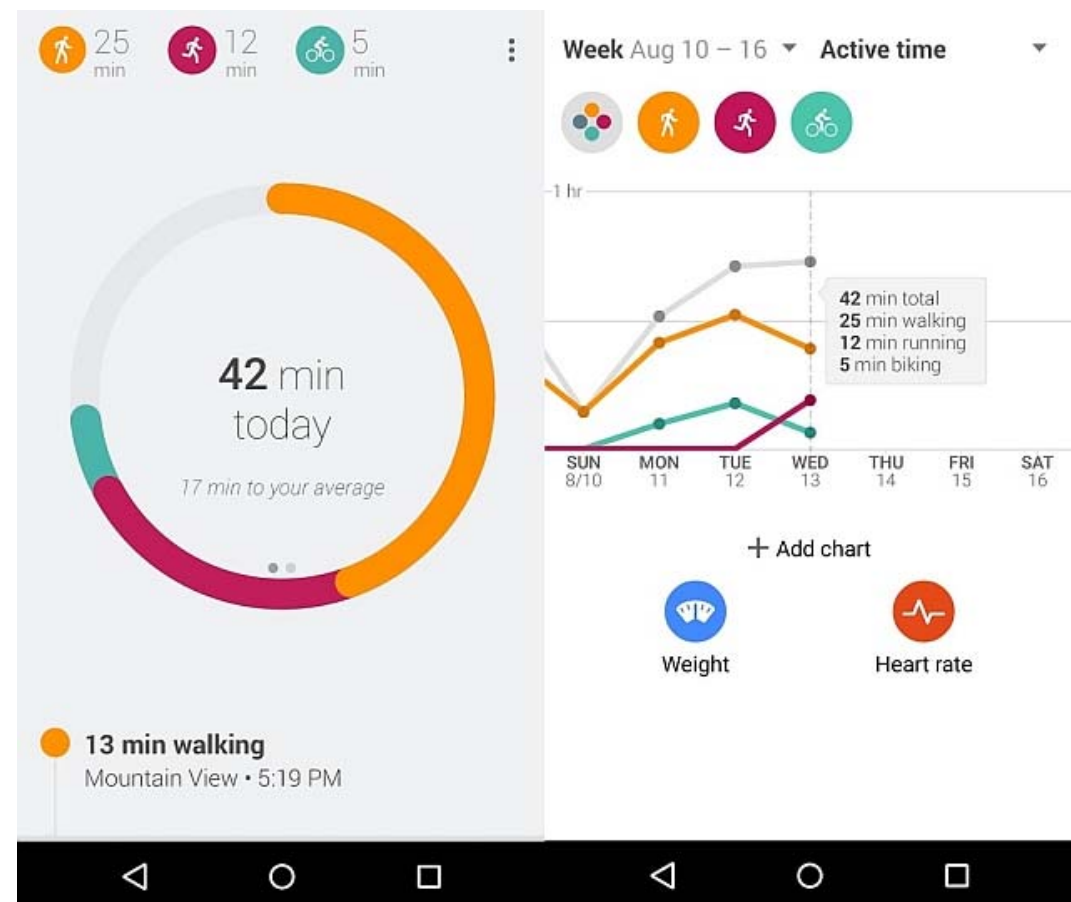 25 min
12 min
5 min
42 min
today
17 min to your average
13 min walking
Mountain View • 5:19 PM
Week Aug 10 – 16
Active time
1 hr
42 min total
25 min walking
12 min running
5 min biking
SUN MON TUE WED THU FRI SAT
8/10 11 12 13 14 15 16
+ Add chart
Weight
Heart rate